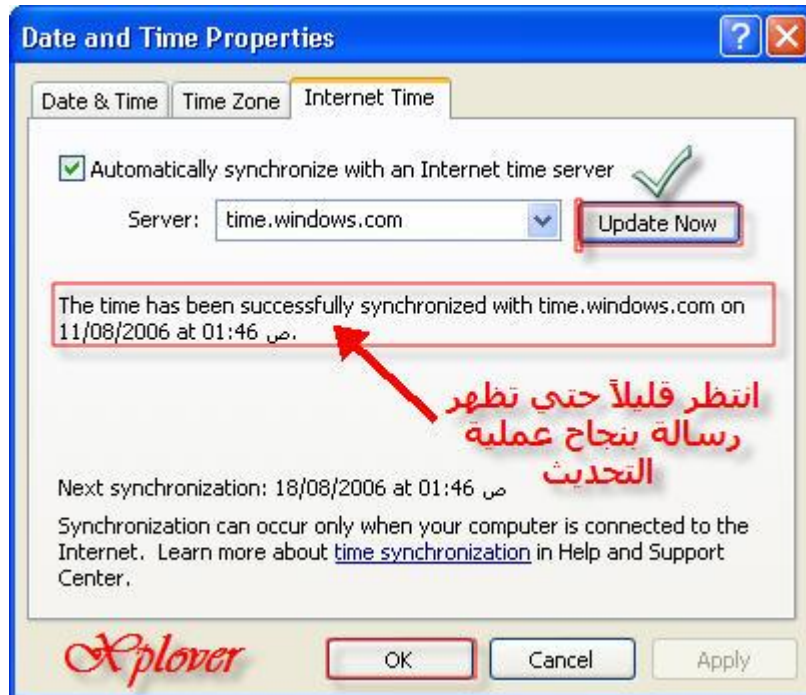 Date and Time Properties
Date & Time
Time Zone
Internet Time
Automatically synchronize with an Internet time server
Server:
time.windows.com
Update Now
The time has been successfully synchronized with time.windows.com on
11/08/2006 at 01:46 ص.
انتظر قليلاً حتي تظهر
رسالة بنجاح عملية
التحديث
Next synchronization: 18/08/2006 at 01:46 ص
Synchronization can occur only when your computer is connected to the
Internet. Learn more about time synchronization in Help and Support
Center.
Xplover
OK
Cancel
Apply